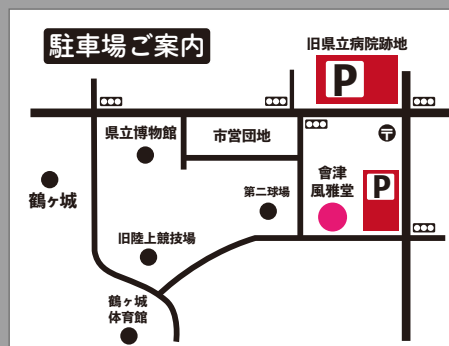 駐車場ご案内
旧県立病院跡地
P
県立博物館
市営団地
〒
鶴ヶ城
第二球場
會津
風雅堂
P
旧陸上競技場
鶴ヶ城
体育館